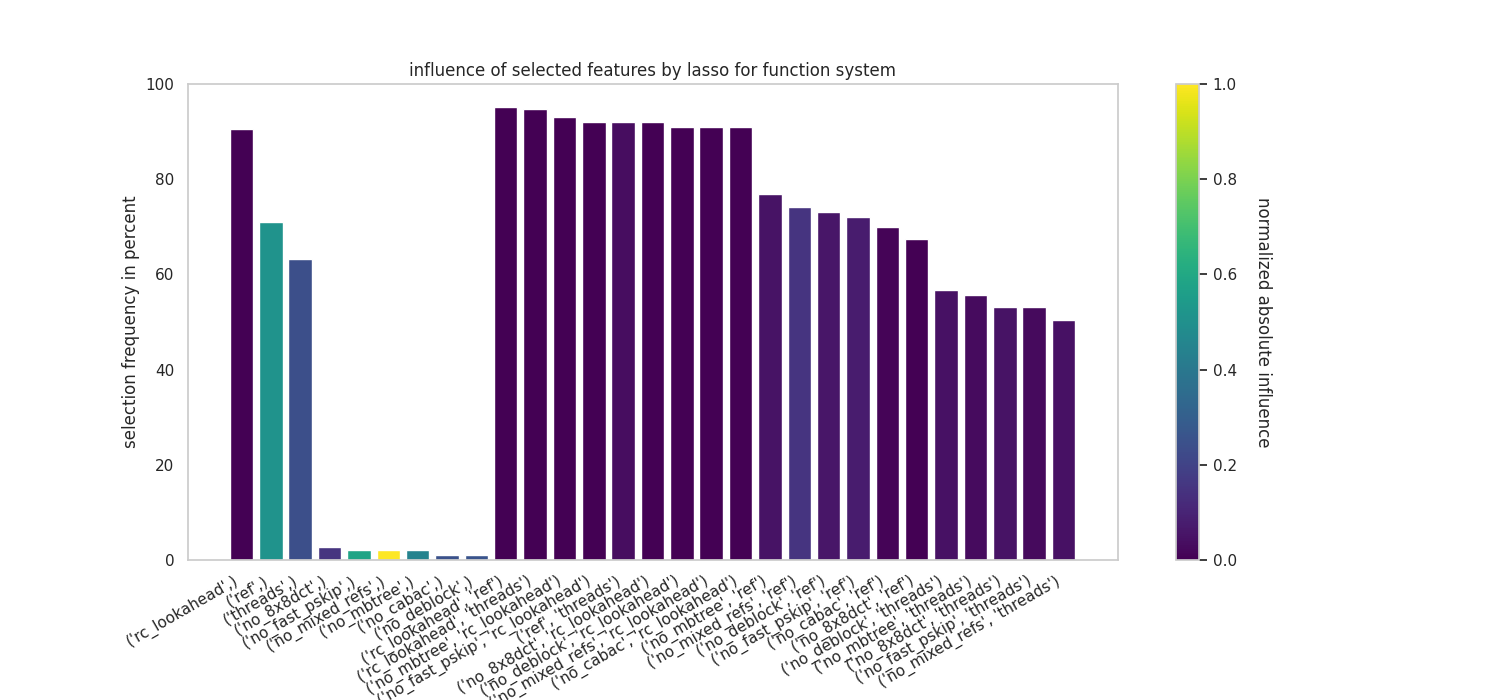 influence of selected features by lasso for function system
100
80
60
40
20
0
selection frequency in percent
('rc_lookahead',)
('ref',)
('threads',)
('no_8x8dct',)
('no_fast_pskip',)
('no_mixed_refs',)
('no_mbtree',)
('no_cabac',)
('no_deblock',)
('rc_lookahead', 'ref')
('rc_lookahead', 'threads')
('no_mbtree', 'rc_lookahead')
('no_fast_pskip', 'rc_lookahead')
('ref', 'threads')
('no_8x8dct', 'rc_lookahead')
('no_deblock', 'rc_lookahead')
('no_mixed_refs', 'rc_lookahead')
('no_cabac', 'rc_lookahead')
('no_mbtree', 'ref')
('no_mixed_refs', 'ref')
('no_deblock', 'ref')
('no_fast_pskip', 'ref')
('no_cabac', 'ref')
('no_8x8dct', 'ref')
('no_deblock', 'threads')
('no_mbtree', 'threads')
('no_8x8dct', 'threads')
('no_fast_pskip', 'threads')
('no_mixed_refs', 'threads')
1.0
0.8
0.6
0.4
0.2
0.0
normalized absolute influence